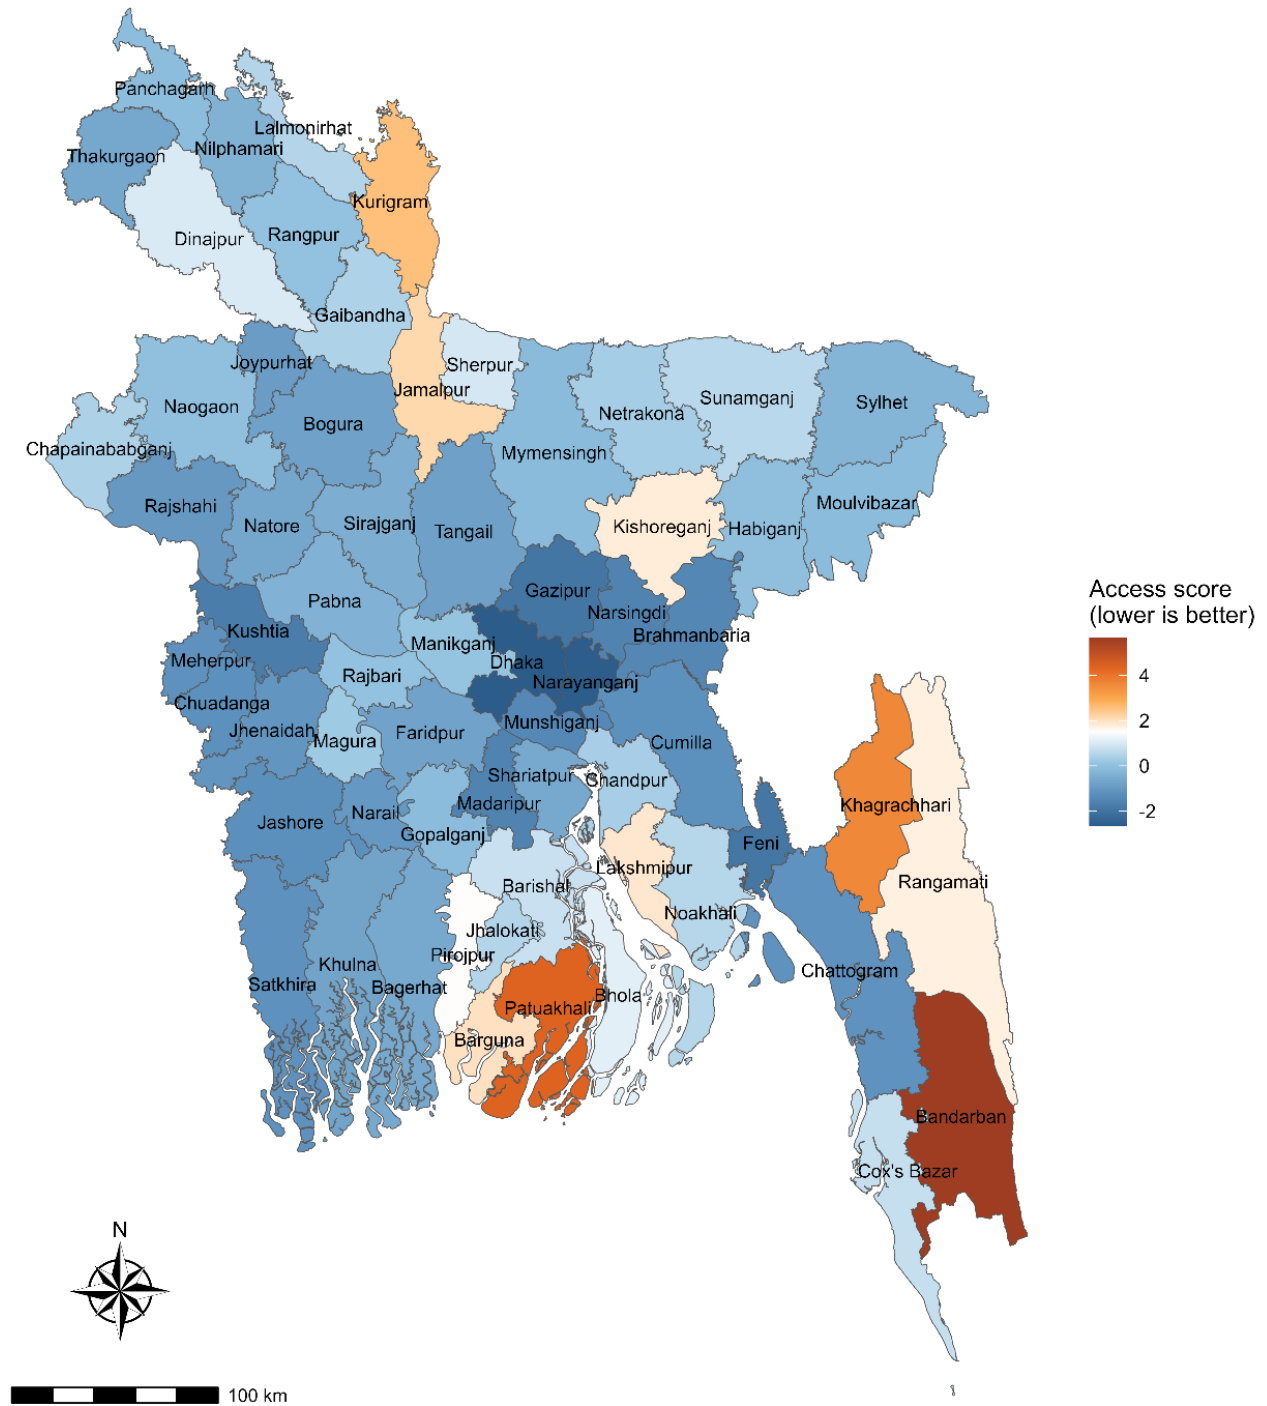 Panchagarh
Lalmonirhat
Thakurgaon
Nilphamari
Kurigram
Dinajpur
Rangpur
Gaibandha
Joypurhat
Sherpur
Jamalpur
Naogaon
Bogura
Netrakona
Sunamganj
Sylhet
Chapainababganj
Mymensingh
Rajshahi
Natore
Sirajganj
Tangail
Kishoreganj
Habiganj
Moulvibazar
Pabna
Gazipur
Narsingdi
Kushtia
Manikganj
Brahmanbaria
Meherpur
Rajbari
Dhaka
Narayanganj
Chuadanga
Jhenaidah
Magura
Faridpur
Munshiganj
Cumilla
Shariatpur
Chandpur
Jashore
Narail
Madaripur
Gopalganj
Khagrachhari
Feni
Lakshmipur
Rangamati
Barishal
Noakhali
Jhalokati
Pirojpur
Khulna
Satkhira
Bagerhat
Chattogram
Bhola
Patuakhali
Barguna
Bandarban
Cox's Bazar
Access score
(lower is better)
4
2
0
-2
N
100 km